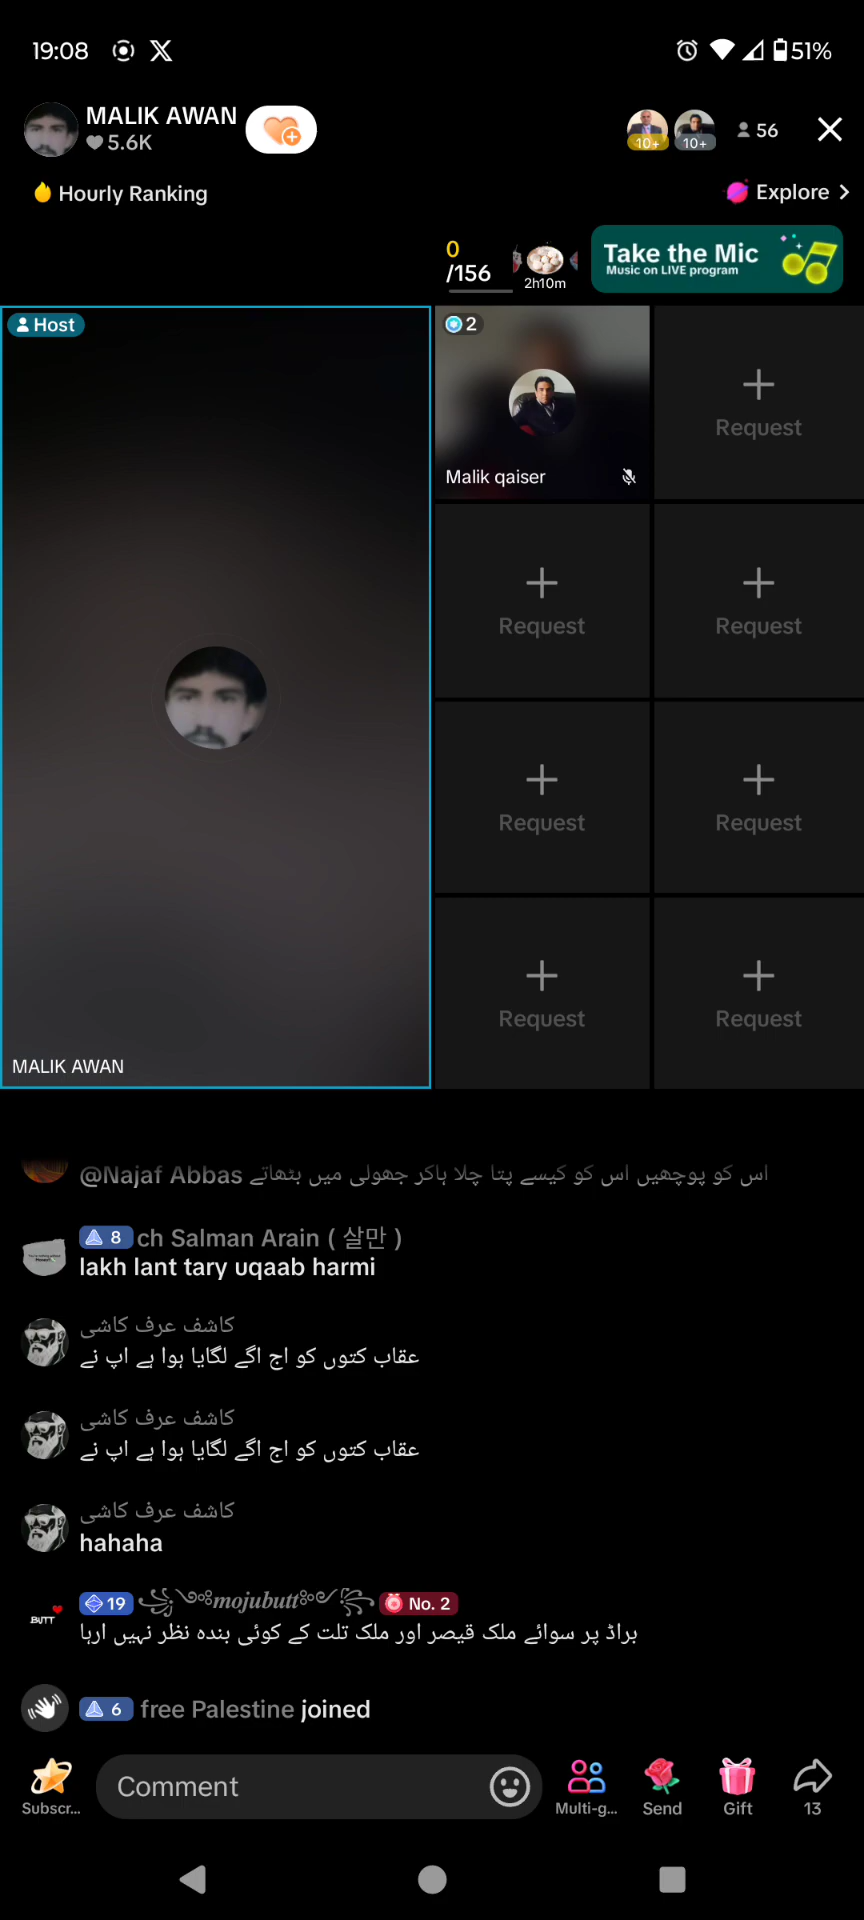 19:08
51%
MALIK AWAN
5.6K
10+
10+
56
Hourly Ranking
Explore
0
/156
2h10m
Take the Mic
Music on LIVE program
Host
2
Malik qaiser
Request
Request
Request
Request
Request
Request
Request
MALIK AWAN
@Najaf Abbas اس کو پوچھیں اس کو کیسے پتا چلا ہاکر جھولی میں بٹھاتے
8 ch Salman Arain ( 살만 )
lakh lant tary uqaab harmi
کاشف عرف کاشی
عقاب کتوں کو اج اگے لگایا ہوا ہے اپ نے
کاشف عرف کاشی
عقاب کتوں کو اج اگے لگایا ہوا ہے اپ نے
کاشف عرف کاشی
hahaha
19 mojubutt No. 2
براڈ پر سوائے ملک قیصر اور ملک تلت کے کوئی بندہ نظر نہیں ارہا
BUTT
6 free Palestine joined
Subscr...
Comment
Multi-g...
Send
Gift
13